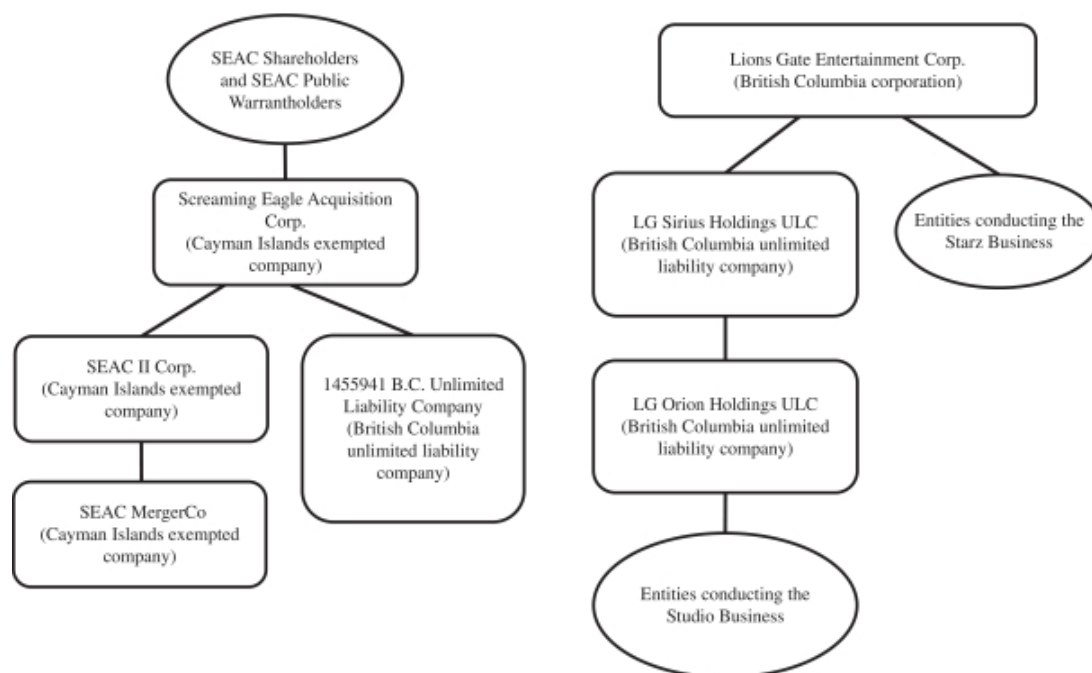 SEAC Shareholders
and SEAC Public
Warrantholders
Screaming Eagle Acquisition
Corp.
(Cayman Islands exempted
company)
SEAC II Corp.
(Cayman Islands exempted
company)
1455941 B.C. Unlimited
Liability Company
(British Columbia
unlimited liability
company)
SEAC MergerCo
(Cayman Islands exempted
company)
Lions Gate Entertainment Corp.
(British Columbia corporation)
LG Sirius Holdings ULC
(British Columbia unlimited
liability company)
Entities conducting the
Starz Business
LG Orion Holdings ULC
(British Columbia unlimited
liability company)
Entities conducting the
Studio Business